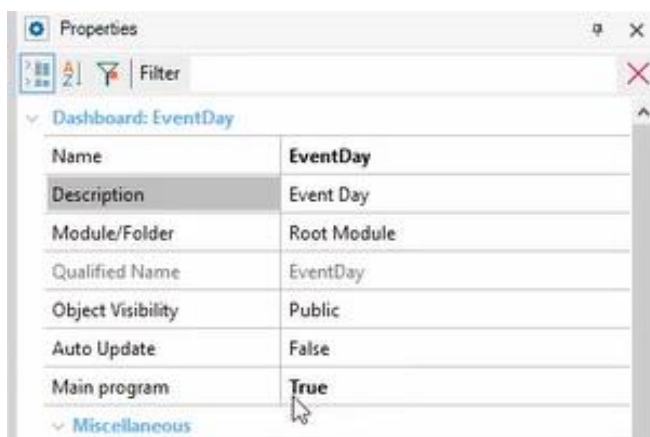 Properties
Filter
Dashboard: EventDay
Name EventDay
Description Event Day
Module/Folder Root Module
Qualified Name EventDay
Object Visibility Public
Auto Update False
Main program True
Miscellaneous